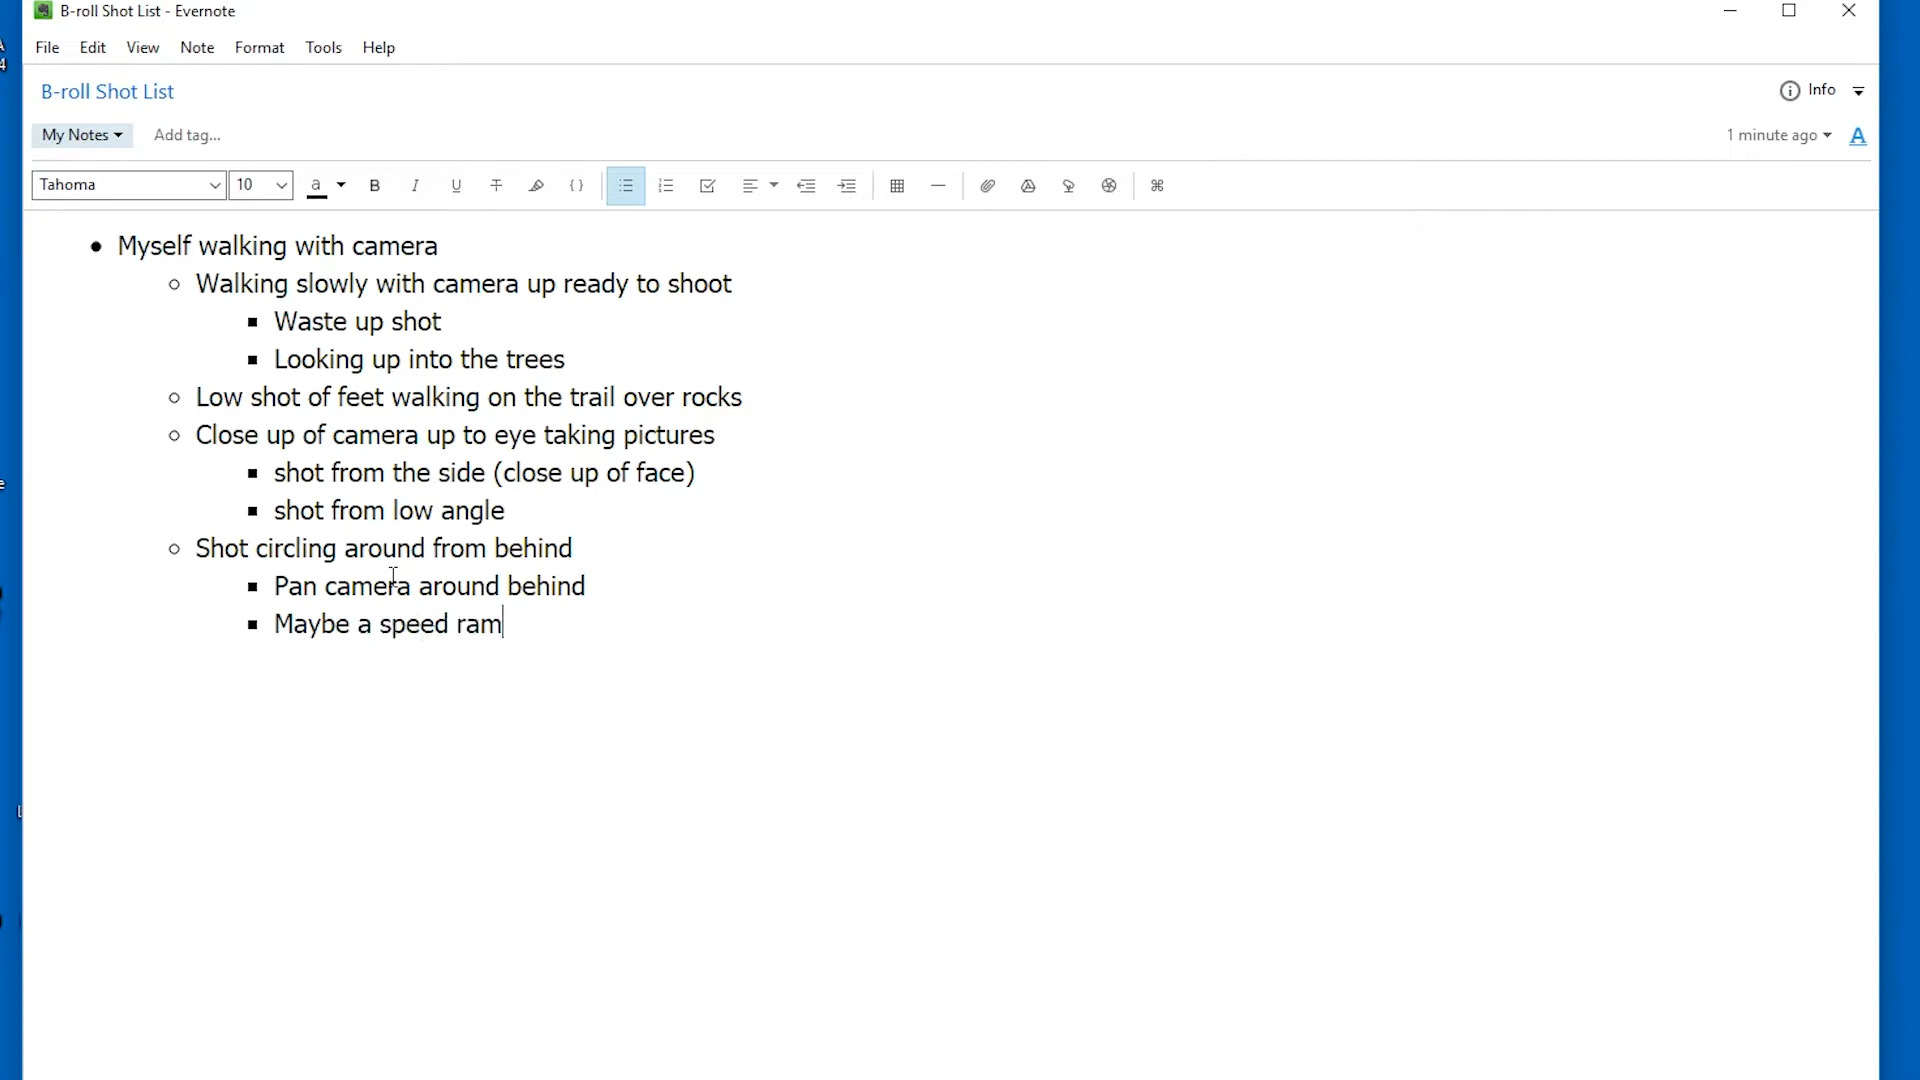 B-roll Shot List - Evernote
File Edit View Note Format Tools Help
B-roll Shot List
Info
My Notes Add tag...
1 minute ago A
Tahoma 10 a B I U T { }
Myself walking with camera
Walking slowly with camera up ready to shoot
Waste up shot
Looking up into the trees
Low shot of feet walking on the trail over rocks
Close up of camera up to eye taking pictures
shot from the side (close up of face)
shot from low angle
Shot circling around from behind
Pan camera around behind
Maybe a speed ram